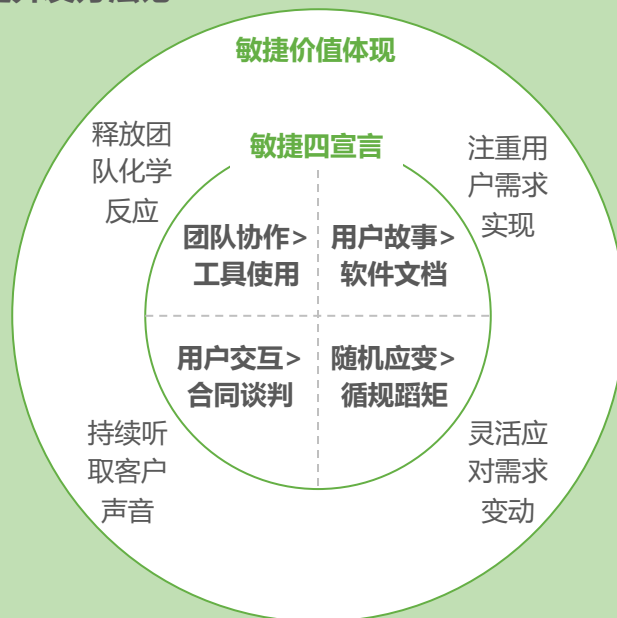 敏捷价值体现
敏捷四宣言
释放团
队化学
反应
注重用
户需求
实现
团队协作>
工具使用
用户故事>
软件文档
用户交互>
合同谈判
随机应变>
循规蹈矩
持续听
取客户
声音
灵活应
对需求
变动